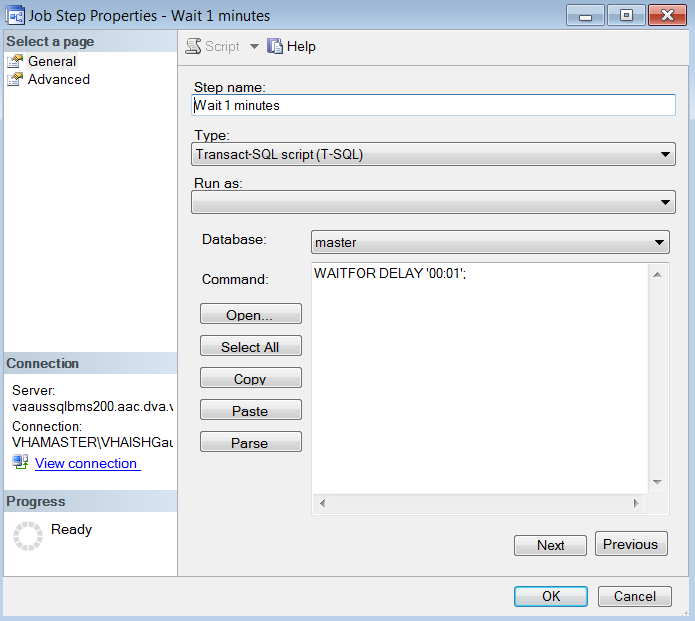 Job Step Properties - Wait 1 minutes
Select a page
General
Advanced
Script
Help
Step name:
Wait 1 minutes
Type:
Transact-SQL script (T-SQL)
Run as:
Database:
master
Command:
WAITFOR DELAY '00:01';
Open...
Select All
Copy
Paste
Parse
Connection
Server:
vaaussqlbms200.aac.dva.v
Connection:
VHAMASTER\VHAISHGau
View connection
Progress
Ready
Next
Previous
OK
Cancel